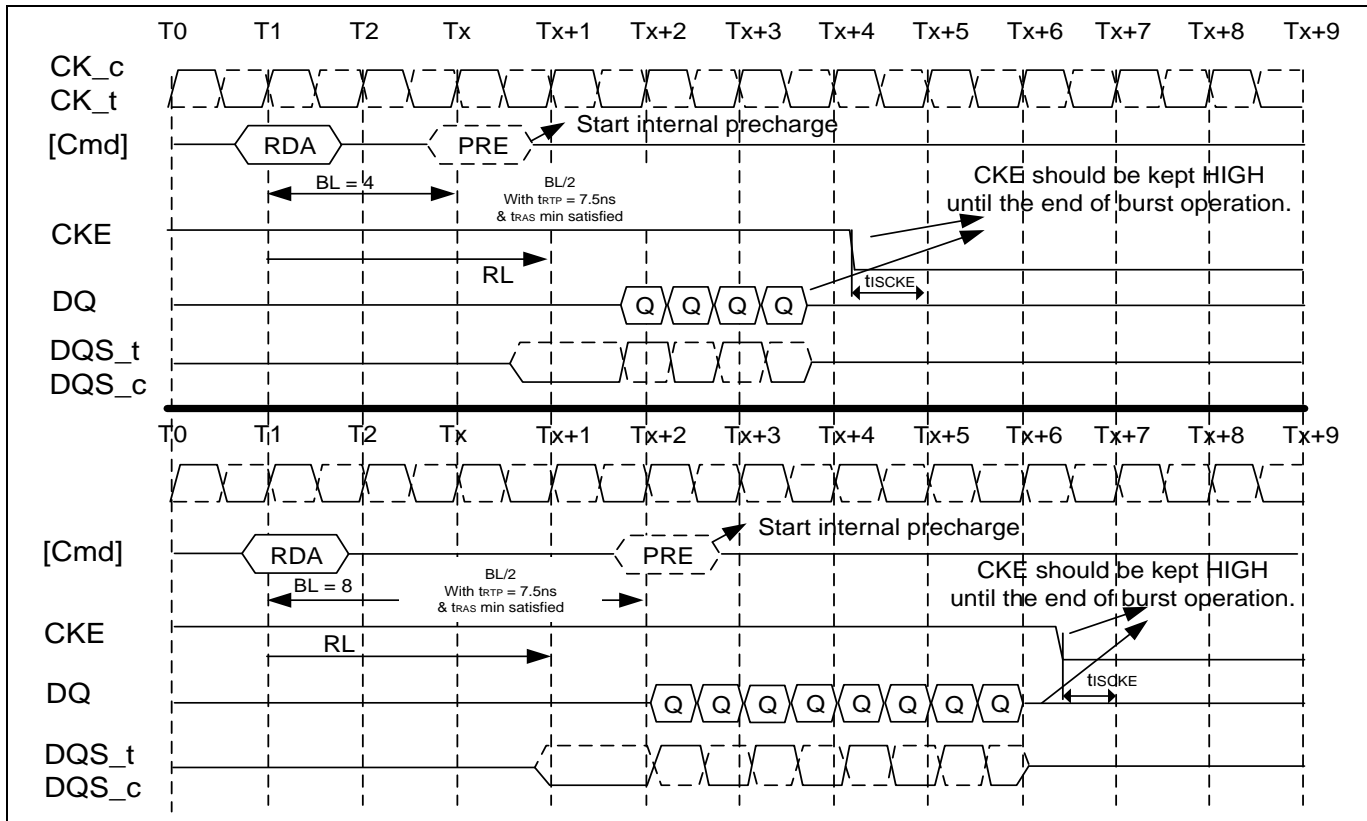 T0 T1 T2 Tx Tx+1 Tx+2 Tx+3 Tx+4 Tx+5 Tx+6 Tx+7 Tx+8 Tx+9
CK_c
CK_t
Start internal precharge
[Cmd] RDA PRE
BL = 4
BL/2
With tRTP = 7.5ns
& tRAS min satisfied
CKE should be kept HIGH
until the end of burst operation.
CKE
RL
tISCKE
DQ Q Q Q Q
DQS_t
DQS_c
T0 T1 T2 Tx Tx+1 Tx+2 Tx+3 Tx+4 Tx+5 Tx+6 Tx+7 Tx+8 Tx+9
Start internal precharge
[Cmd] RDA PRE
BL = 8
BL/2
With tRTP = 7.5ns
& tRAS min satisfied
CKE should be kept HIGH
until the end of burst operation.
CKE
RL
tISCKE
DQ Q Q Q Q Q Q Q Q
DQS_t
DQS_c